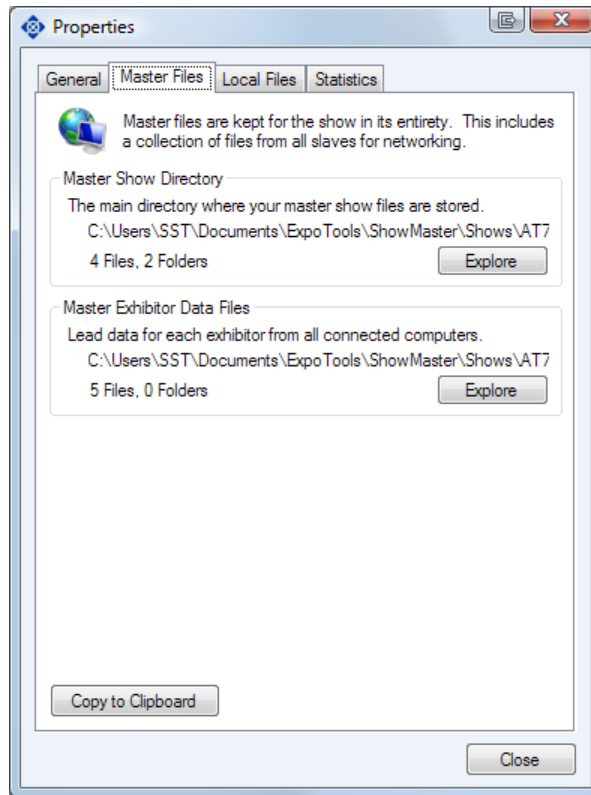 Properties
General Master Files Local Files Statistics
Master files are kept for the show in its entirety. This includes
a collection of files from all slaves for networking.
Master Show Directory
The main directory where your master show files are stored.
C:\Users\SST\Documents\ExpoTools\ShowMaster\Shows\AT7
4 Files, 2 Folders Explore
Master Exhibitor Data Files
Lead data for each exhibitor from all connected computers.
C:\Users\SST\Documents\ExpoTools\ShowMaster\Shows\AT7
5 Files, 0 Folders Explore
Copy to Clipboard
Close